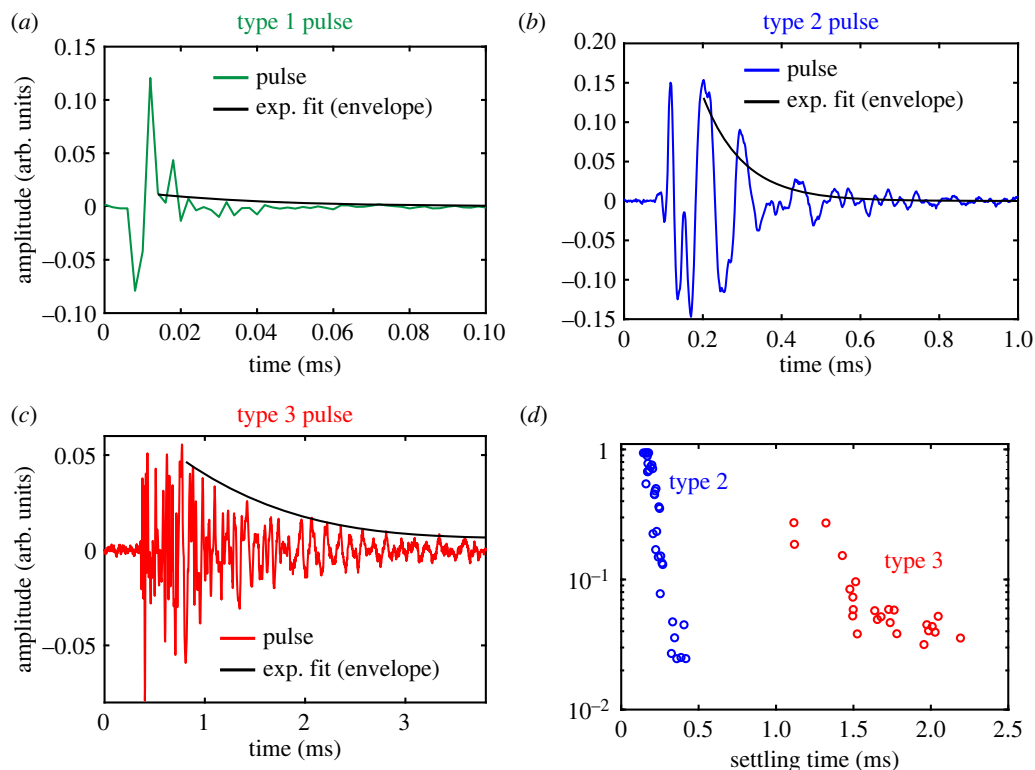 (a)
type 1 pulse
0.15
0.10
0.05
0
–0.05
–0.10
amplitude (arb. units)
pulse
exp. fit (envelope)
0
0.02
0.04
0.06
0.08
0.10
time (ms)
(b)
type 2 pulse
0.20
0.15
0.10
0.05
0
–0.05
–0.10
–0.15
pulse
exp. fit (envelope)
0
0.2
0.4
0.6
0.8
1.0
time (ms)
(c)
type 3 pulse
0.05
0
–0.05
amplitude (arb. units)
pulse
exp. fit (envelope)
0
1
2
3
time (ms)
(d)
1
10–1
10–2
type 2
type 3
0
0.5
1.0
1.5
2.0
2.5
settling time (ms)